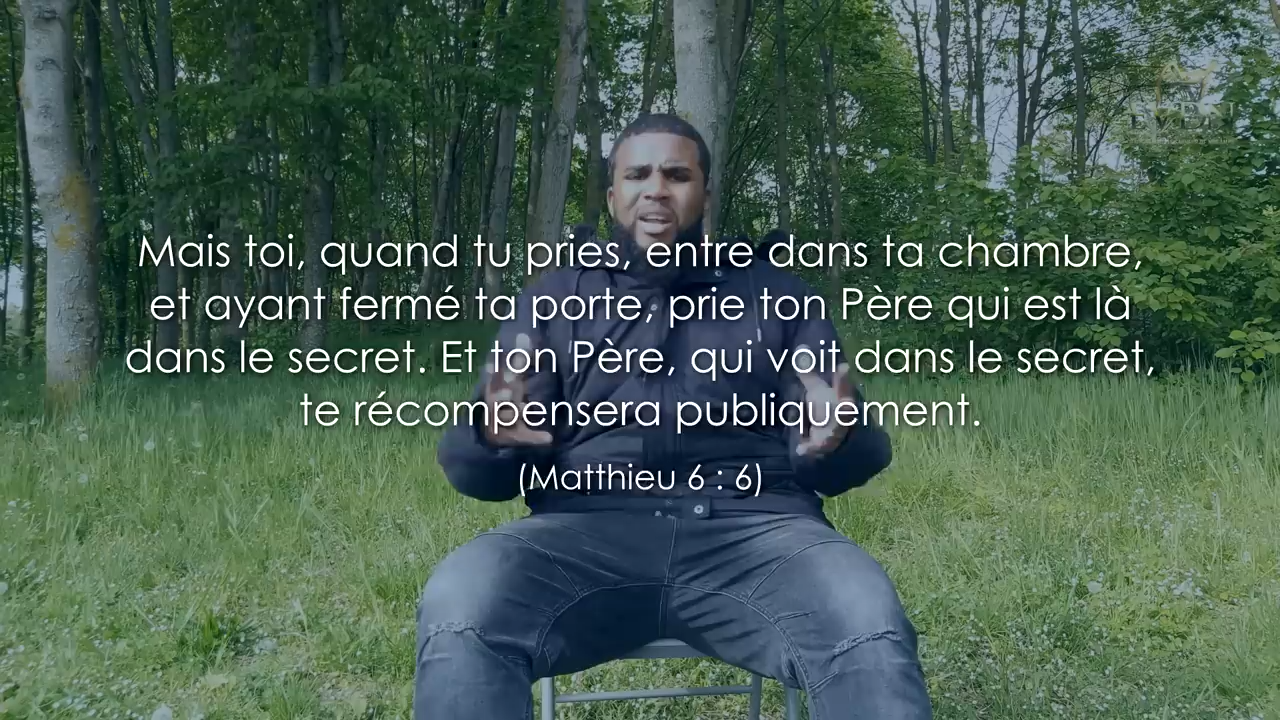 Mais toi, quand tu pries, entre dans ta chambre,
et ayant fermé ta porte, prie ton Père qui est là
dans le secret. Et ton Père, qui voit dans le secret,
te récompensera publiquement.
(Matthieu 6 : 6)